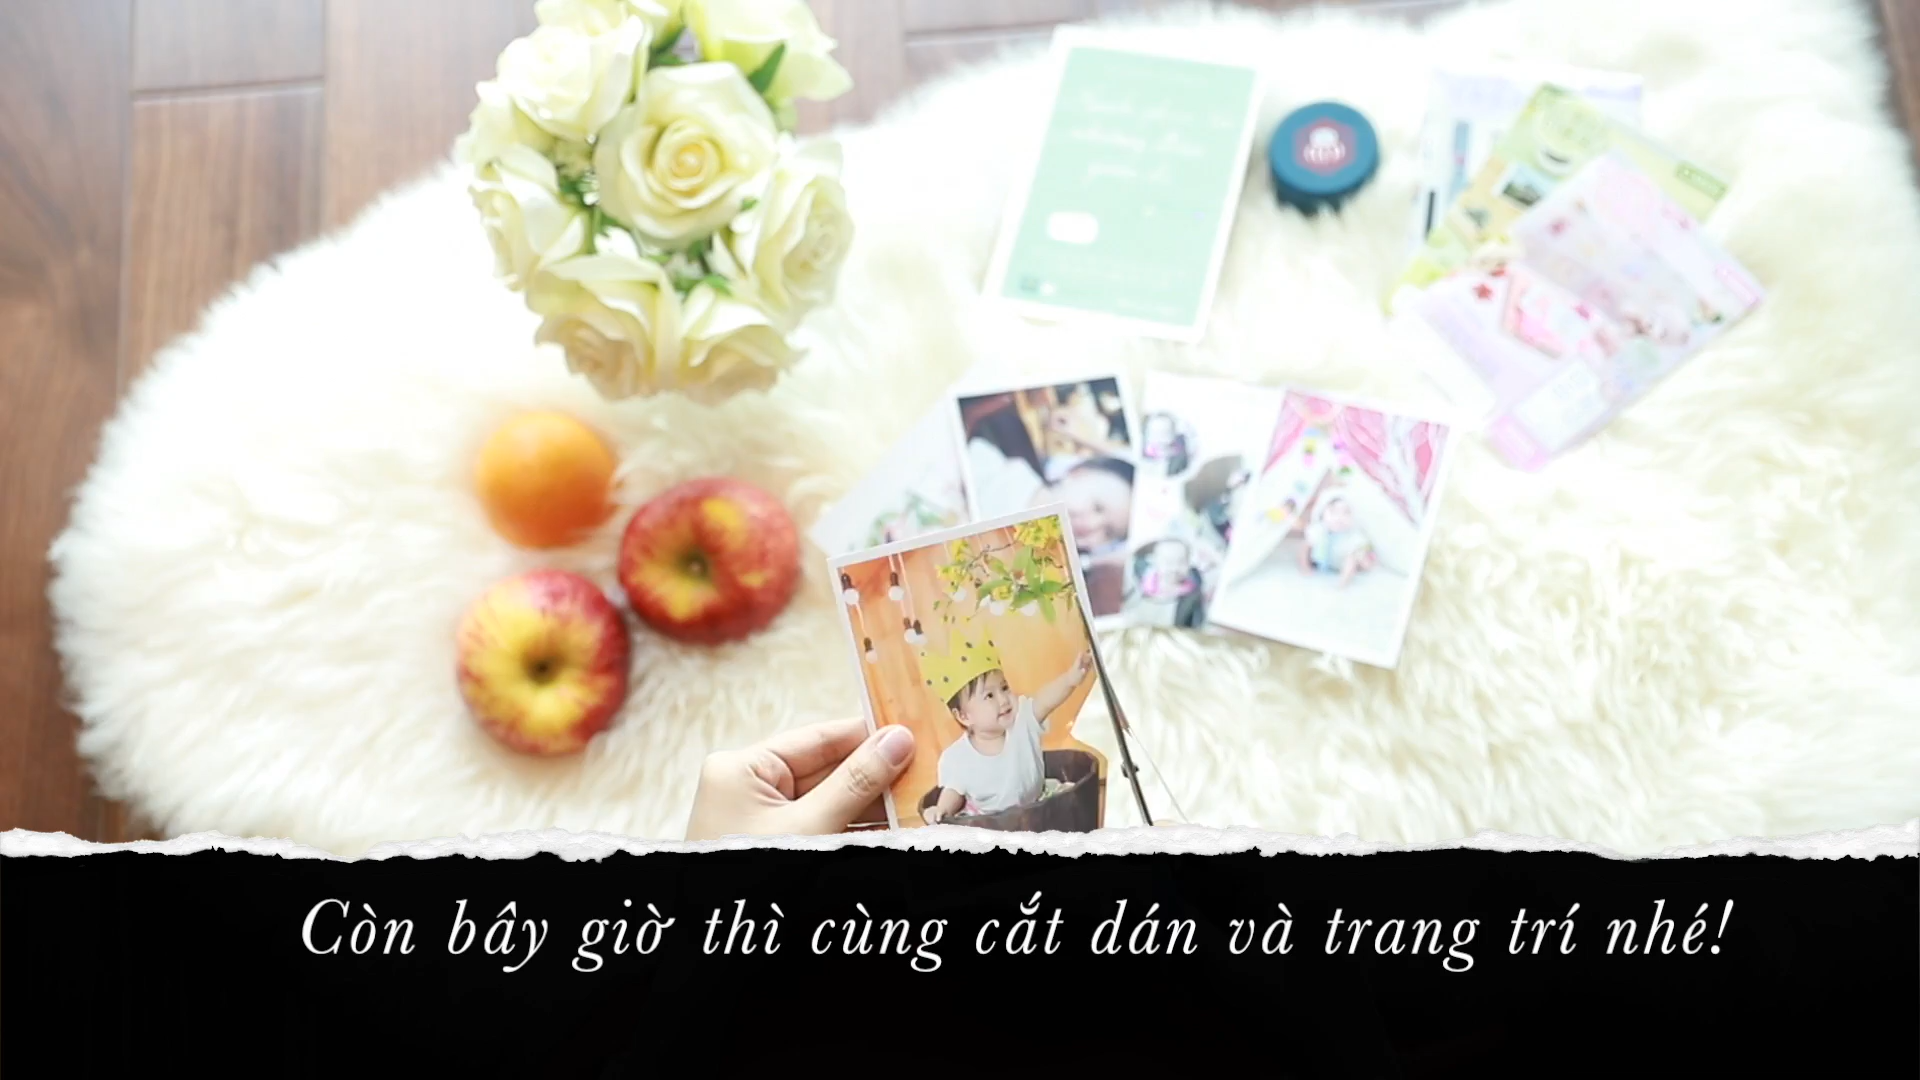 Còn bây giờ thì cùng cắt dán và trang trí nhé!